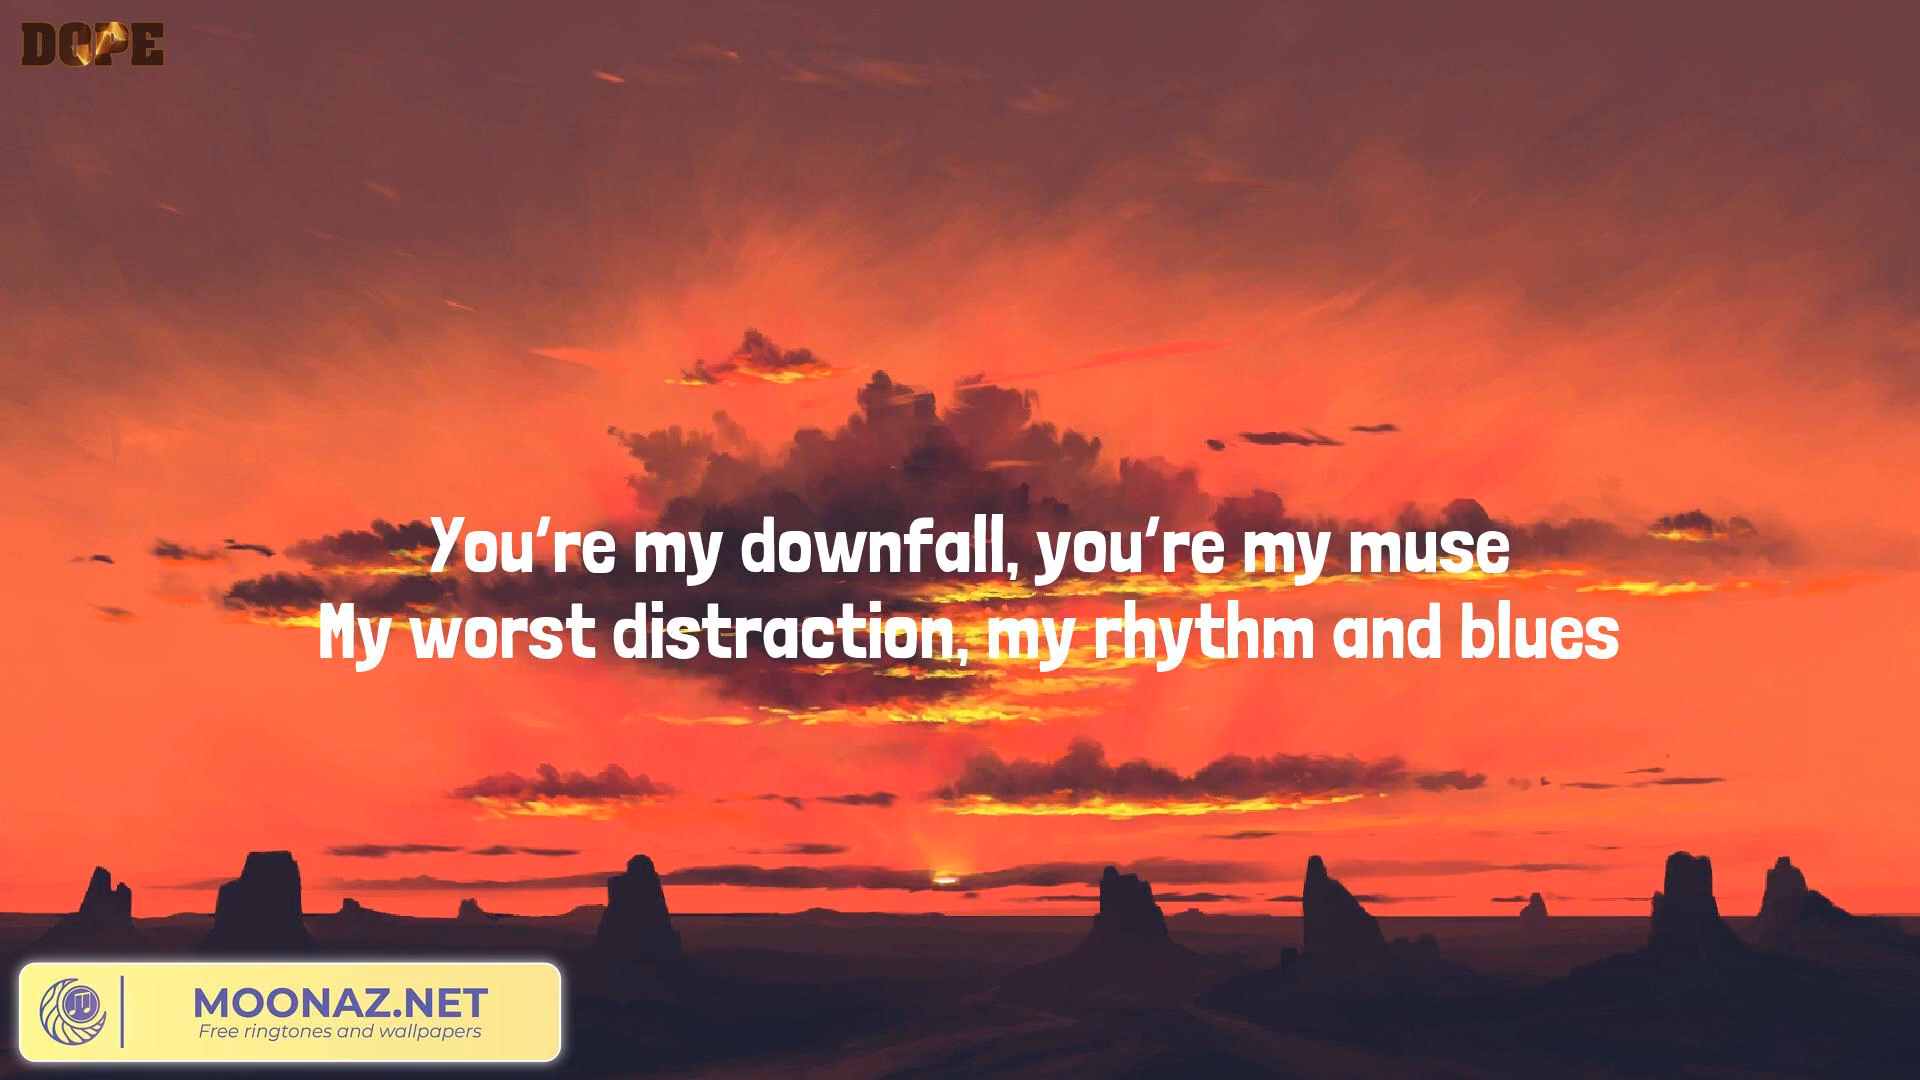 DOPE
You're my downfall, you're my muse
My worst distraction, my rhythm and blues
MOONAZ.NET
Free ringtones and wallpapers